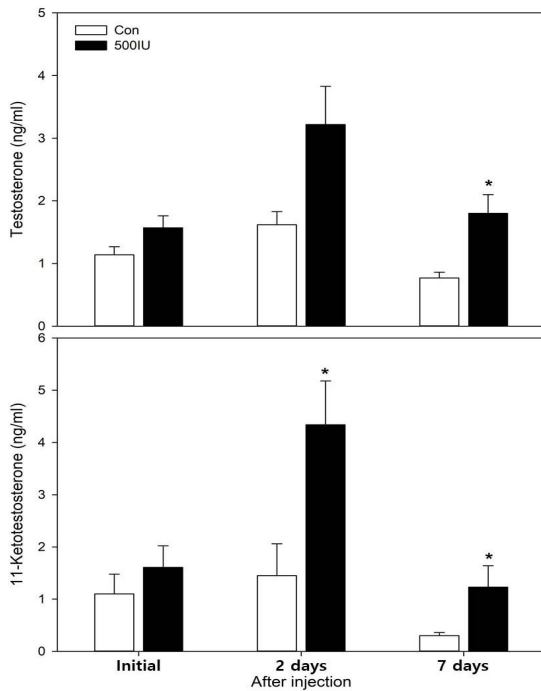 Con
500IU
Testosterone (ng/ml)
5
4
3
2
1
0
*
11-Ketotestosterone (ng/ml)
6
5
4
3
2
1
0
*
*
Initial 2 days 7 days
After injection